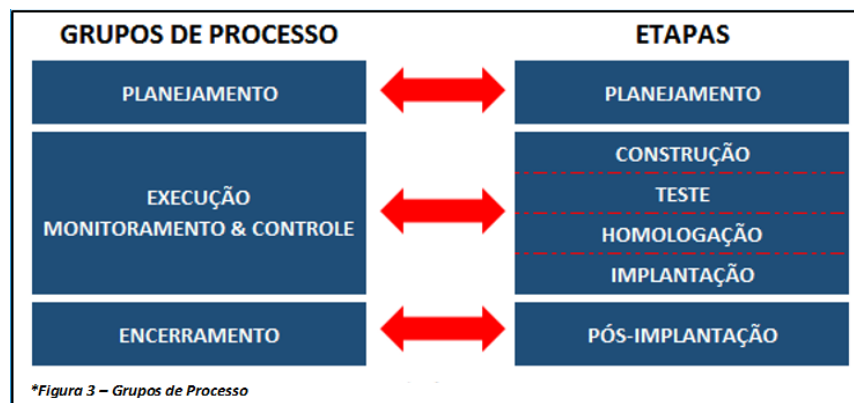 GRUPOS DE PROCESSO
ETAPAS
PLANEJAMENTO
PLANEJAMENTO
EXECUÇÃO
MONITORAMENTO & CONTROLE
CONSTRUÇÃO
TESTE
HOMOLOGAÇÃO
IMPLANTAÇÃO
ENCERRAMENTO
PÓS-IMPLANTAÇÃO
*Figura 3 – Grupos de Processo